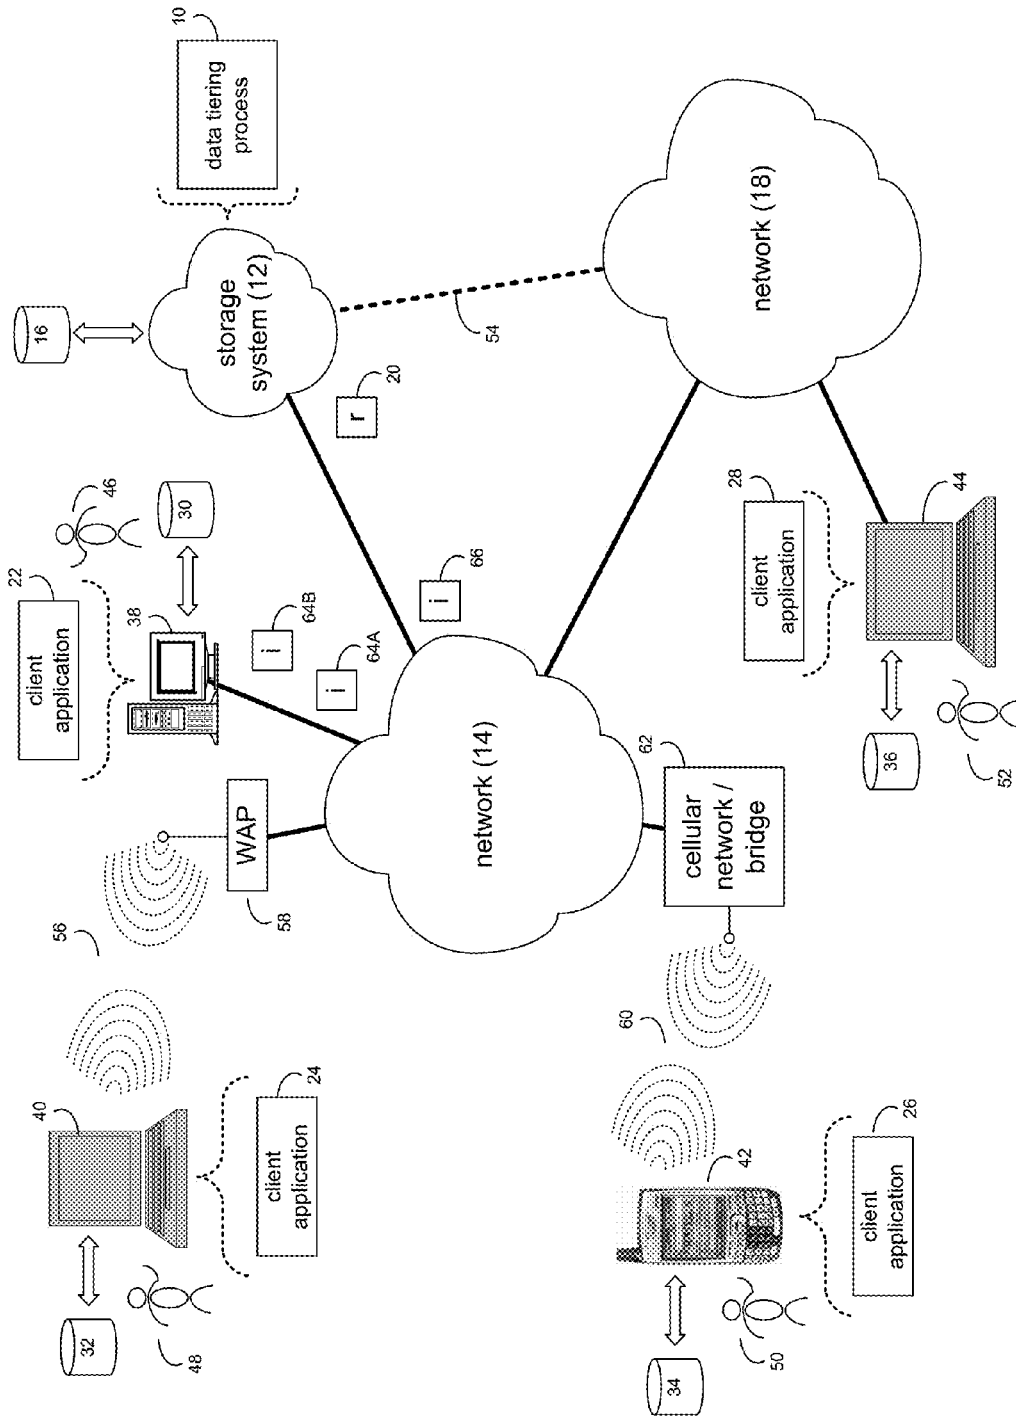 32
48
40
24
client
application
56
58
WAP
22
client
application
38
46
30
64B
64A
66
16
storage
system (12)
10
data tiering
process
r
20
54
network (14)
network (18)
34
50
42
26
client
application
60
62
cellular
network /
bridge
i
i
i
28
client
application
44
36
52